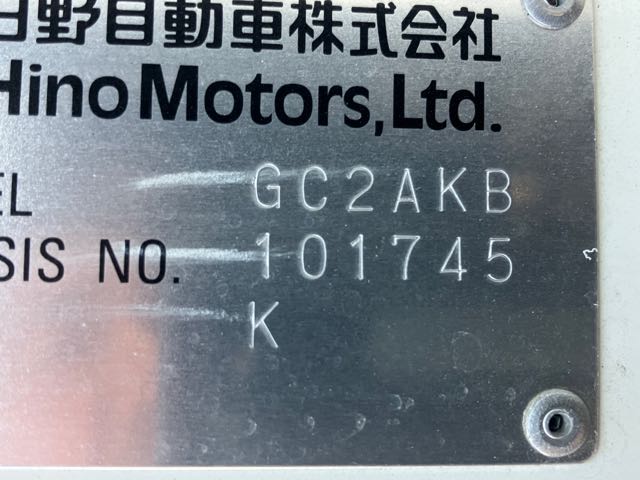 日野自動車株式会社
Hino Motors, Ltd.
EL GC2AKB
SIS NO. 101745
K